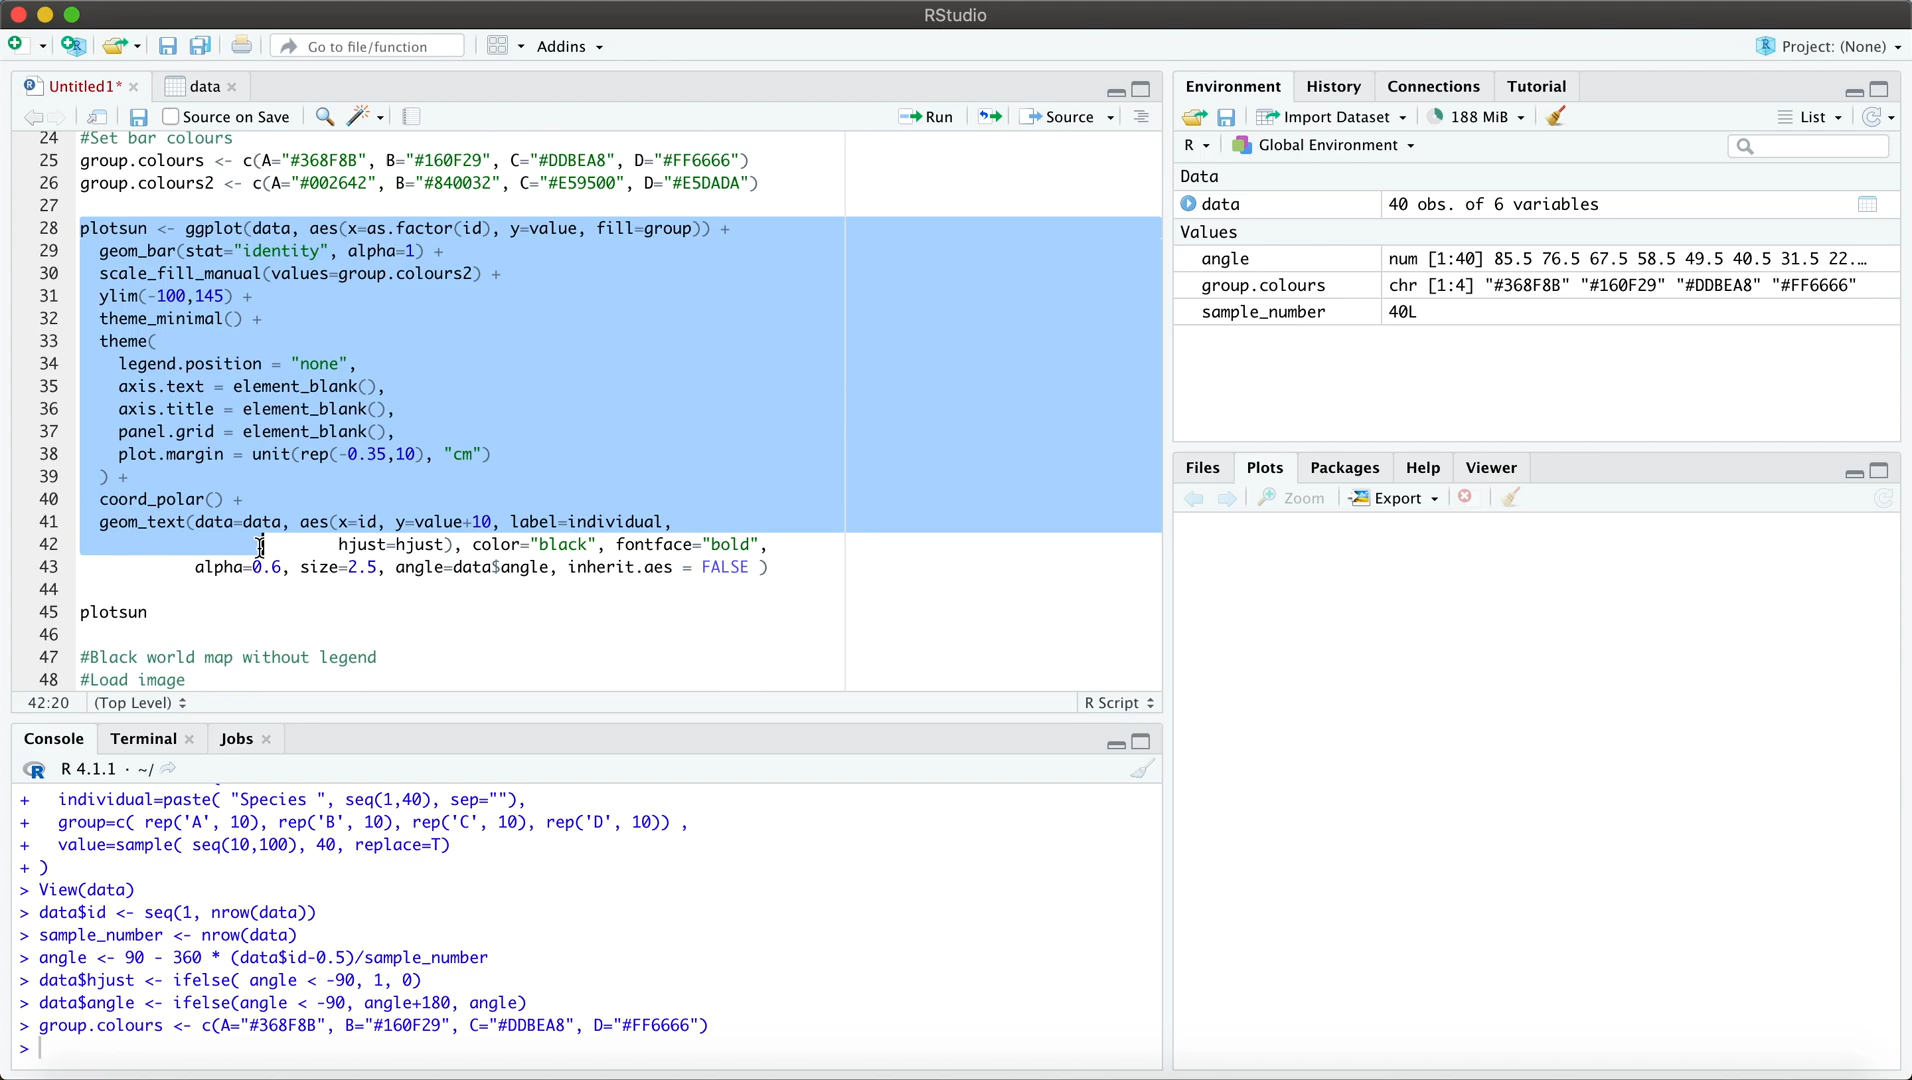 RStudio
Go to file/function
Addins
Project: (None)
Untitled1*
data
Source on Save
Run
Source
24 #Set bar colours
25 group.colours <- c(A="#368F8B", B="#160F29", C="#DDBEA8", D="#FF6666")
26 group.colours2 <- c(A="#002642", B="#840032", C="#E59500", D="#E5DADA")
27
28 plotsun <- ggplot(data, aes(x=as.factor(id), y=value, fill=group)) +
29 geom_bar(stat="identity", alpha=1) +
30 scale_fill_manual(values=group.colours2) +
31 ylim(-100,145) +
32 theme_minimal() +
33 theme(
34 legend.position = "none",
35 axis.text = element_blank(),
36 axis.title = element_blank(),
37 panel.grid = element_blank(),
38 plot.margin = unit(rep(-0.35,10), "cm")
39 ) +
40 coord_polar() +
41 geom_text(data=data, aes(x=id, y=value+10, label=individual,
42 hjust=hjust), color="black", fontface="bold",
43 alpha=0.6, size=2.5, angle=data$angle, inherit.aes = FALSE )
44
45 plotsun
46
47 #Black world map without legend
48 #Load image
42:20 (Top Level) R Script
Console Terminal Jobs
R 4.1.1 · ~/
+ individual=paste( "Species ", seq(1,40), sep=""),
+ group=c( rep('A', 10), rep('B', 10), rep('C', 10), rep('D', 10)) ,
+ value=sample( seq(10,100), 40, replace=T)
+ )
> View(data)
> data$id <- seq(1, nrow(data))
> sample_number <- nrow(data)
> angle <- 90 - 360 * (data$id-0.5)/sample_number
> data$hjust <- ifelse( angle < -90, 1, 0)
> data$angle <- ifelse(angle < -90, angle+180, angle)
> group.colours <- c(A="#368F8B", B="#160F29", C="#DDBEA8", D="#FF6666")
>
Environment History Connections Tutorial
Import Dataset 188 MiB List
R Global Environment
Data
data 40 obs. of 6 variables
Values
angle num [1:40] 85.5 76.5 67.5 58.5 49.5 40.5 31.5 22.…
group.colours chr [1:4] "#368F8B" "#160F29" "#DDBEA8" "#FF6666"
sample_number 40L
Files Plots Packages Help Viewer
Zoom Export